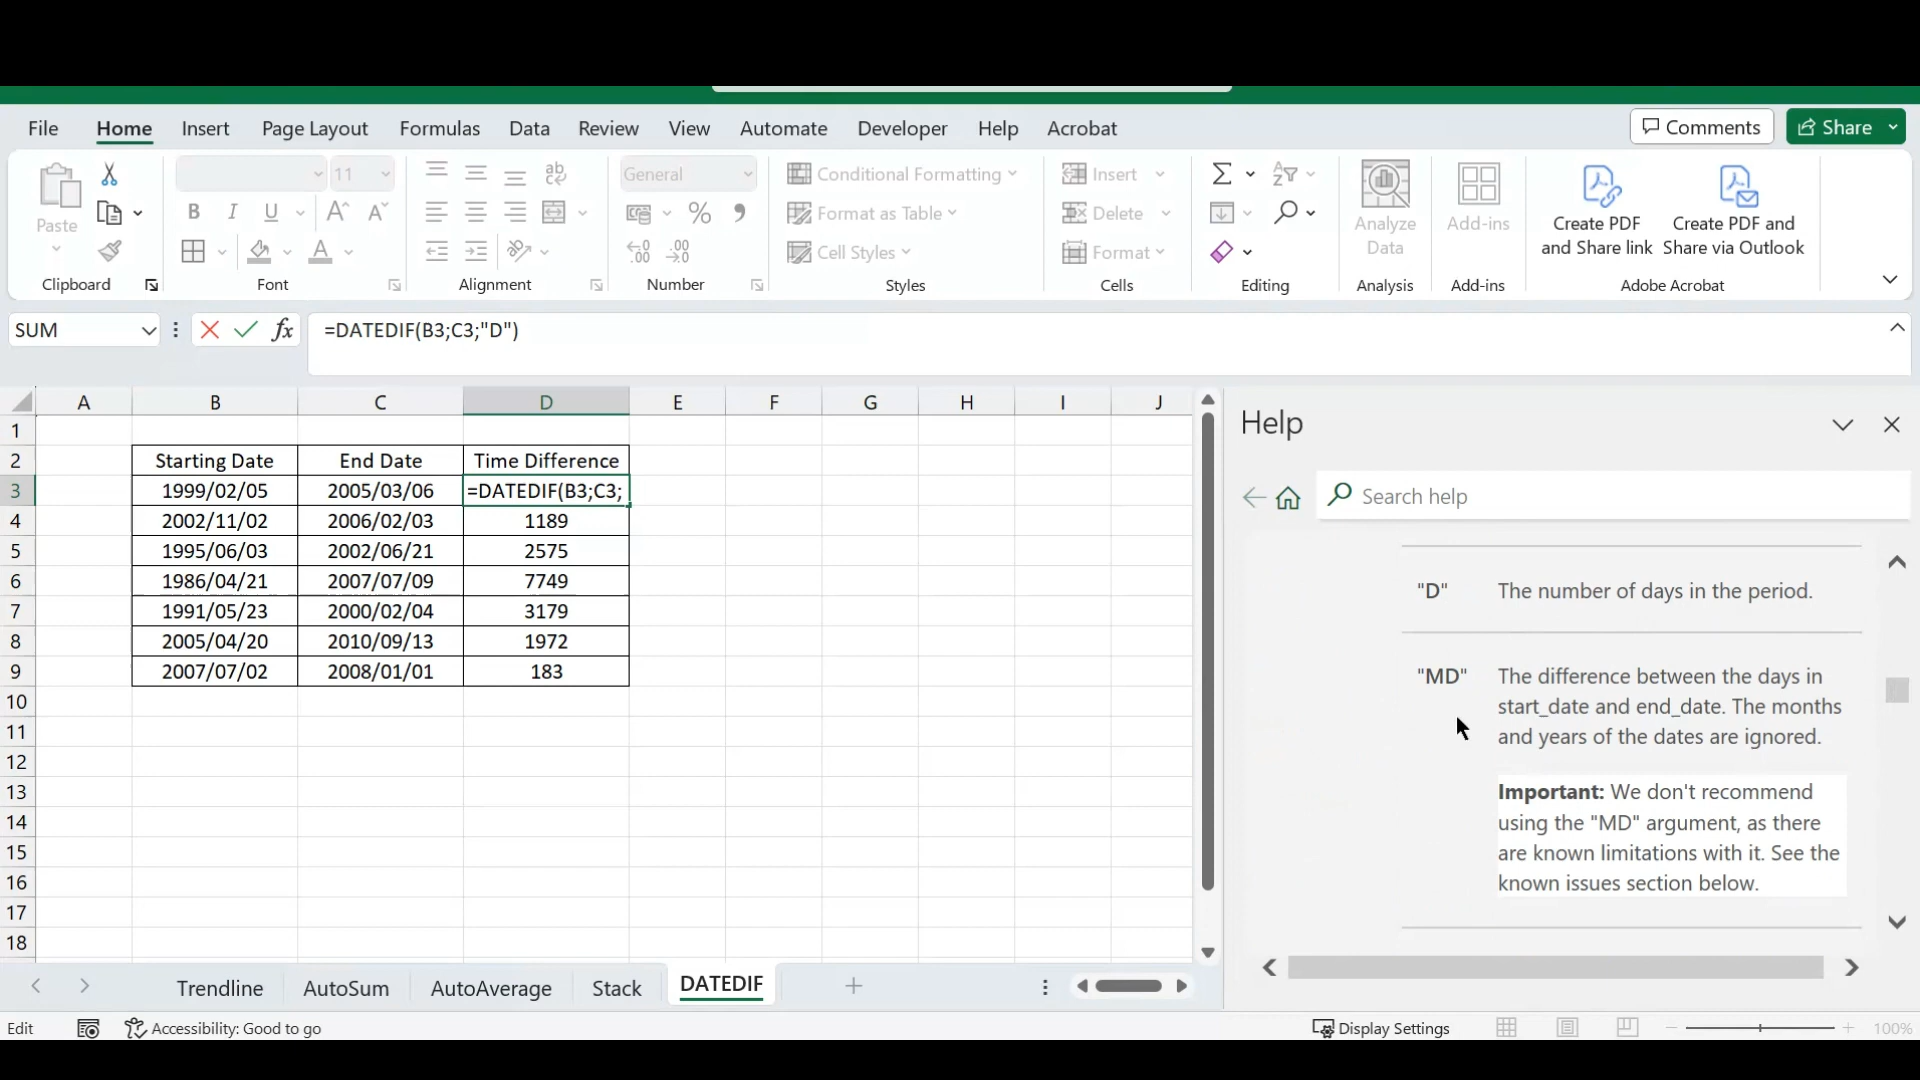 File Home Insert Page Layout Formulas Data Review View Automate Developer Help Acrobat Comments Share
Paste
Clipboard
11
B I U A A
A
Font
ab
Alignment
General
% 9
.00
Number
Conditional Formatting
Format as Table
Cell Styles
Styles
Insert
Delete
Format
Cells
Σ
Editing
Analyze
Data
Analysis
Add-ins
Add-ins
Create PDF
and Share link
Create PDF and
Share via Outlook
Adobe Acrobat
SUM fx =DATEDIF(B3;C3;"D")
A B C D E F G H I J
1
2 Starting Date End Date Time Difference
3 1999/02/05 2005/03/06 =DATEDIF(B3;C3;
4 2002/11/02 2006/02/03 1189
5 1995/06/03 2002/06/21 2575
6 1986/04/21 2007/07/09 7749
7 1991/05/23 2000/02/04 3179
8 2005/04/20 2010/09/13 1972
9 2007/07/02 2008/01/01 183
10
11
12
13
14
15
16
17
18
Help
Search help
"D" The number of days in the period.
"MD" The difference between the days in
start_date and end_date. The months
and years of the dates are ignored.
Important: We don't recommend
using the "MD" argument, as there
are known limitations with it. See the
known issues section below.
Trendline AutoSum AutoAverage Stack DATEDIF
Edit Accessibility: Good to go Display Settings 100%